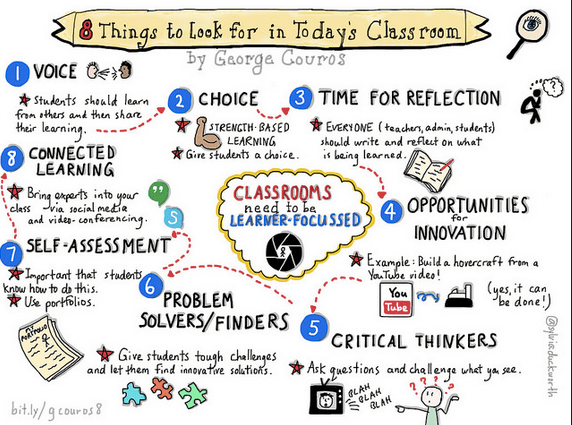 8 Things to Look for in Today's Classroom
by George Couros
1 VOICE
Students should learn
from others and then share
their learning.
2 CHOICE
STRENGTH-BASED
LEARNING
Give students a choice.
3 TIME FOR REFLECTION
EVERYONE (teachers, admin, students)
should write and reflect on what
is being learned.
4 OPPORTUNITIES
for
INNOVATION
Example: Build a hovercraft from a
YouTube video!
You
Tube
(yes, it can
be done!)
5 CRITICAL THINKERS
Ask questions and challenge what you see.
BLAH
BLAH
BLAH
? ? ? ?
6 PROBLEM
SOLVERS/FINDERS
Give students tough challenges
and let them find innovative solutions.
7 SELF-ASSESSMENT
Important that students
know how to do this.
Use portfolios.
MY
PORTFOLIO
8 CONNECTED
LEARNING
Bring experts into your
class via social media
and video-conferencing.
S
CLASSROOMS
need to be
LEARNER-FOCUSSED
?
@sylviaduckworth
bit.ly/gcouros8